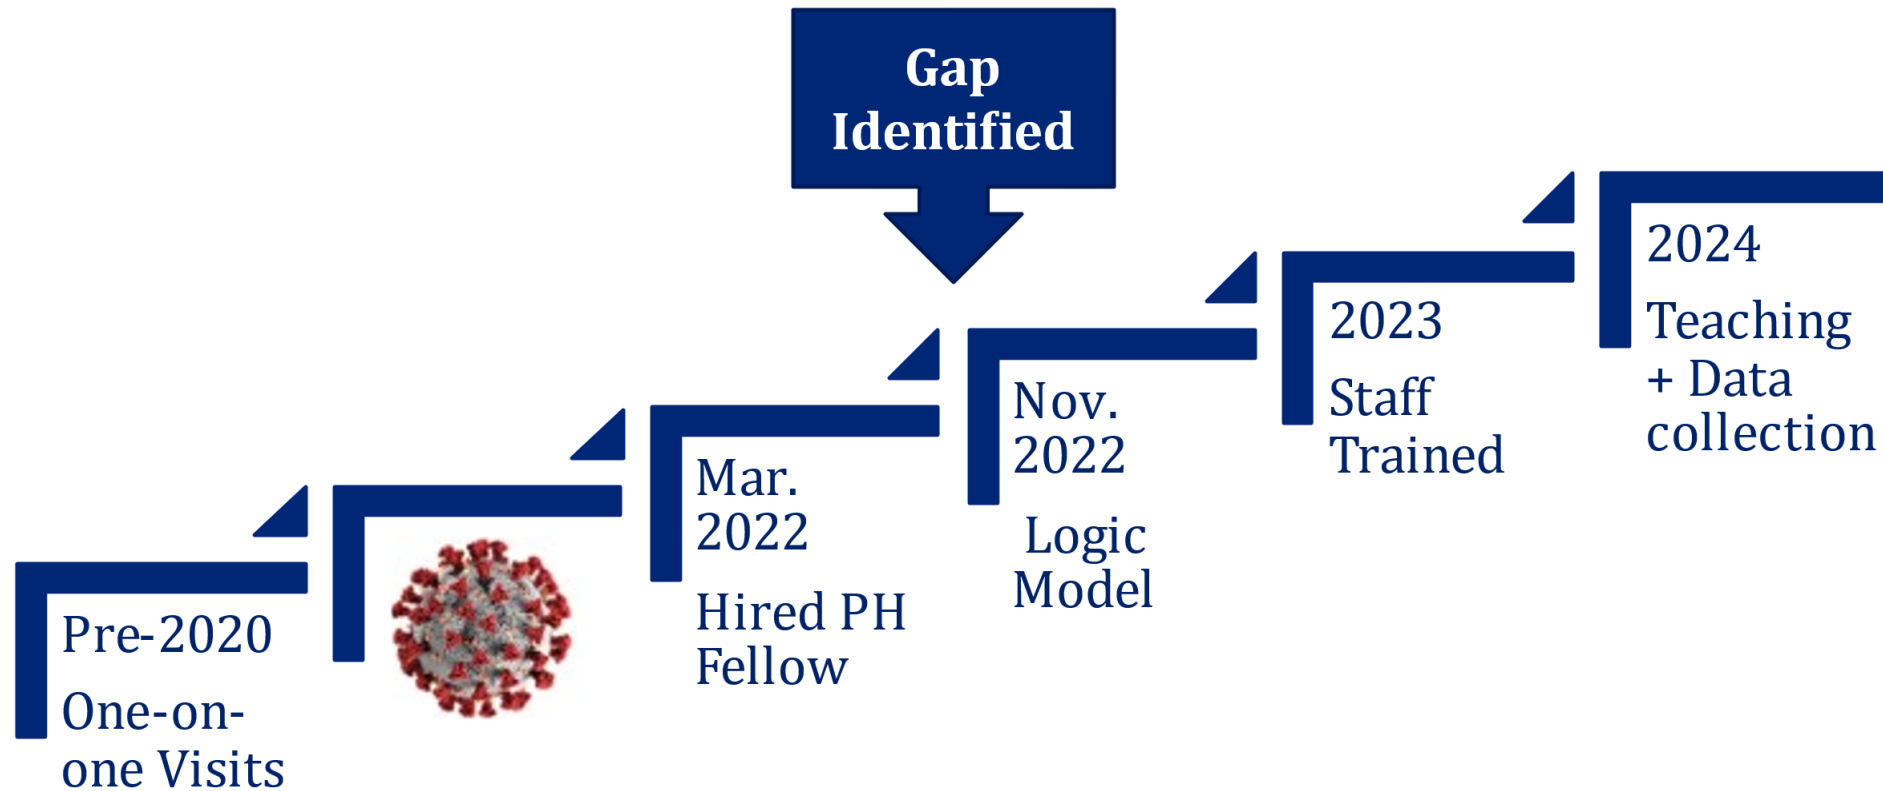 Gap
Identified
Pre-2020
One-on-
one Visits
Mar.
2022
Hired PH
Fellow
Nov.
2022
Logic
Model
2023
Staff
Trained
2024
Teaching
+ Data
collection